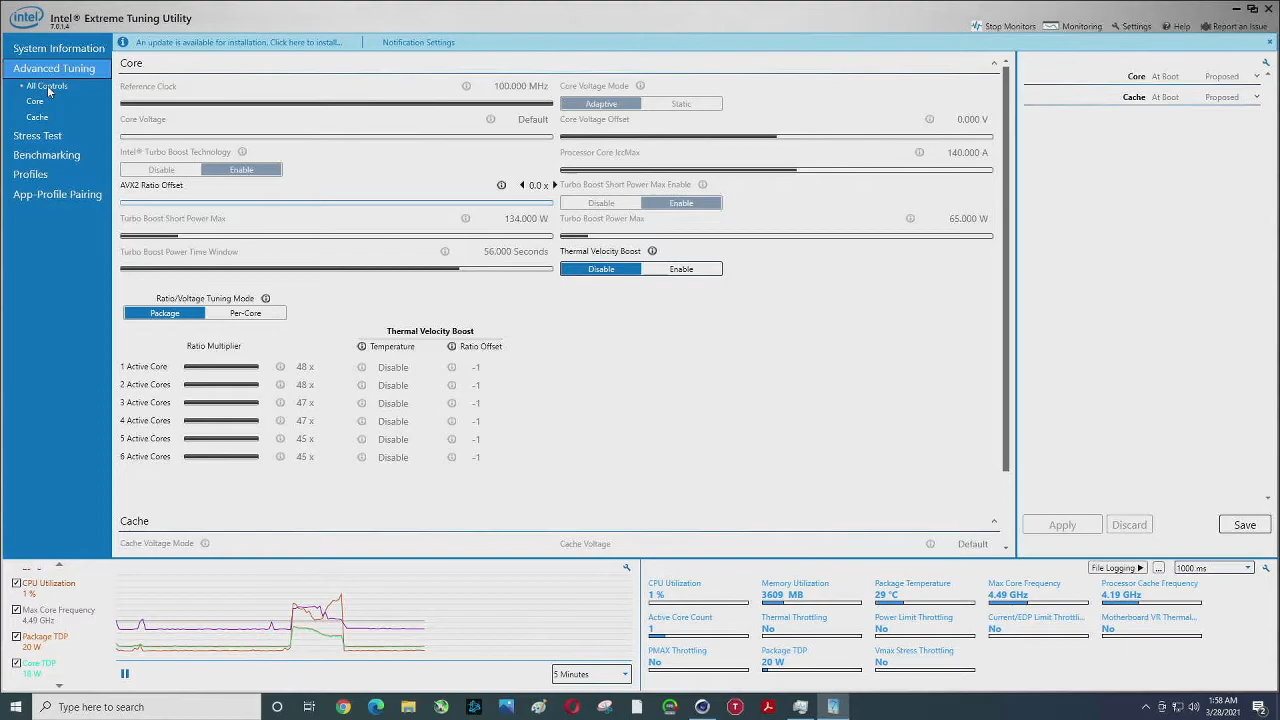 intel
Intel® Extreme Tuning Utility
7.0.1.4
Stop Monitors
Monitoring
Settings
Help
Report an Issue
An update is available for installation. Click here to install...
Notification Settings
System Information
Advanced Tuning
All Controls
Core
Cache
Stress Test
Benchmarking
Profiles
App-Profile Pairing
Core
Reference Clock 100.000 MHz
Core Voltage Mode
Adaptive Static
Core Voltage Default
Core Voltage Offset 0.000 V
Intel® Turbo Boost Technology
Disable Enable
Processor Core IccMax 140.000 A
AVX2 Ratio Offset 0.0 x
Turbo Boost Short Power Max Enable
Disable Enable
Turbo Boost Short Power Max 134.000 W
Turbo Boost Power Max 65.000 W
Turbo Boost Power Time Window 56.000 Seconds
Thermal Velocity Boost
Disable Enable
Ratio/Voltage Tuning Mode
Package Per-Core
Thermal Velocity Boost
Ratio Multiplier Temperature Ratio Offset
1 Active Core 48 x Disable -1
2 Active Cores 48 x Disable -1
3 Active Cores 47 x Disable -1
4 Active Cores 47 x Disable -1
5 Active Cores 45 x Disable -1
6 Active Cores 45 x Disable -1
Cache
Cache Voltage Mode
Cache Voltage Default
Core At Boot Proposed
Cache At Boot Proposed
Apply Discard Save
CPU Utilization
1 %
Max Core Frequency
4.49 GHz
Package TDP
20 W
Core TDP
18 W
5 Minutes
File Logging ... 1000 ms
CPU Utilization
1 %
Memory Utilization
3609 MB
Package Temperature
29 °C
Max Core Frequency
4.49 GHz
Processor Cache Frequency
4.19 GHz
Active Core Count
1
Thermal Throttling
No
Power Limit Throttling
No
Current/EDP Limit Throttli...
No
Motherboard VR Thermal...
No
PMAX Throttling
No
Package TDP
20 W
Vmax Stress Throttling
No
Type here to search
1:58 AM
3/28/2021